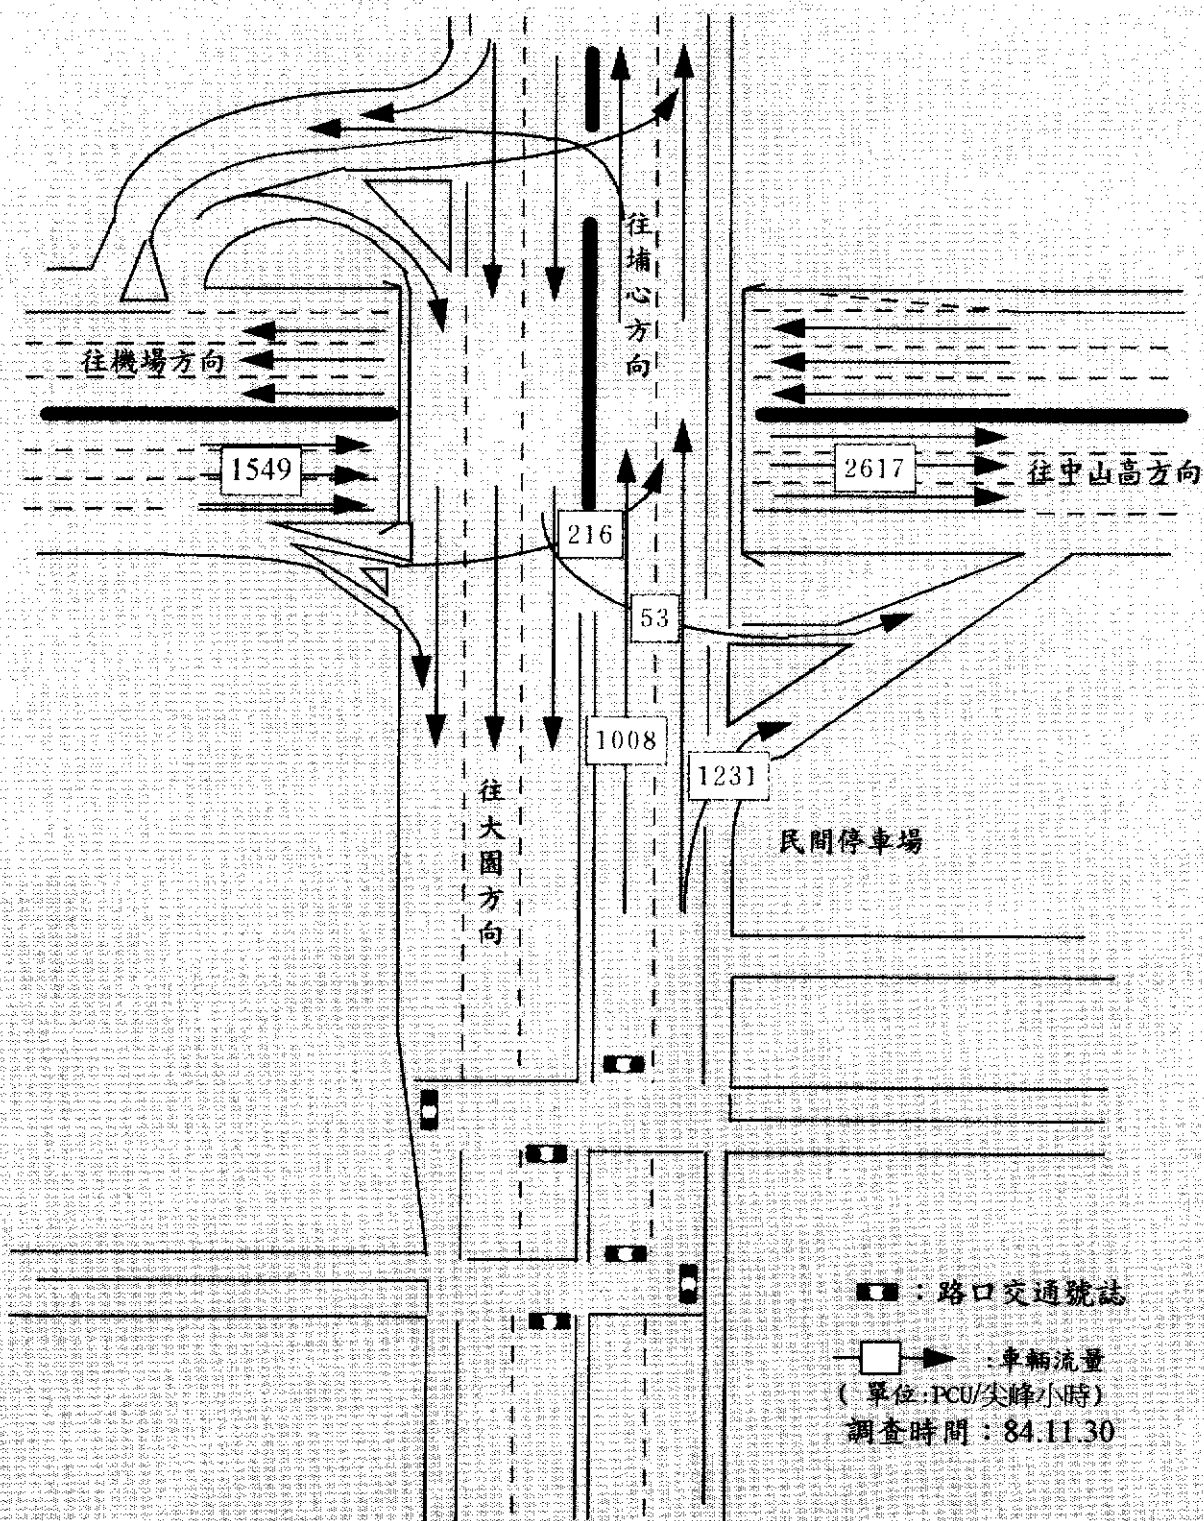 往埔心方向
往機場方向
1549
2617
往中山高方向
216
53
1008
1231
往大園方向
民間停車場
：路口交通號誌
：車輛流量
( 單位:PCU/尖峰小時)
調查時間：84.11.30